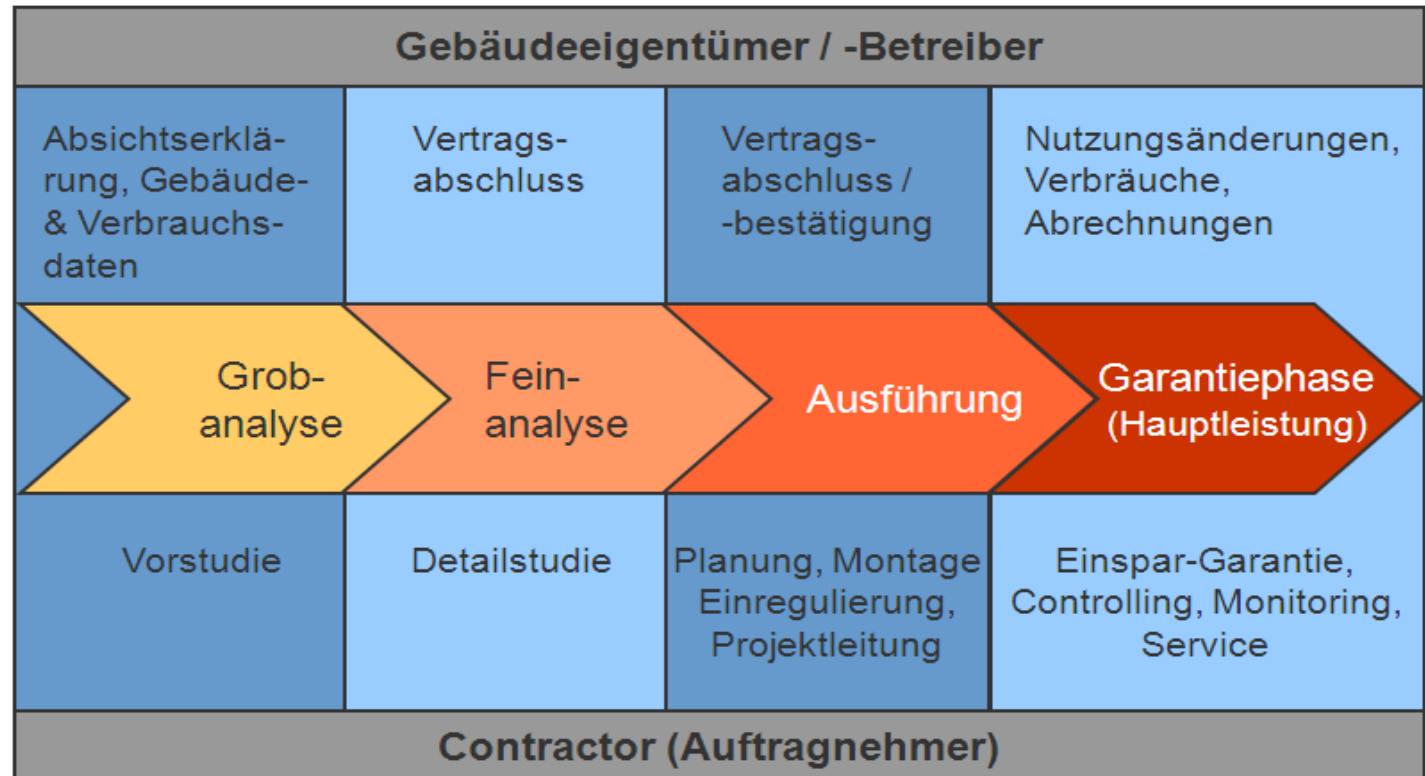 Gebäudeeigentümer / -Betreiber
Absichtserklä-
rung, Gebäude-
& Verbrauchs-
daten
Vertrags-
abschluss
Vertrags-
abschluss /
-bestätigung
Nutzungsänderungen,
Verbräuche,
Abrechnungen
Grob-
analyse
Fein-
analyse
Ausführung
Garantiephase
(Hauptleistung)
Vorstudie
Detailstudie
Planung, Montage
Einregulierung,
Projektleitung
Einspar-Garantie,
Controlling, Monitoring,
Service
Contractor (Auftragnehmer)